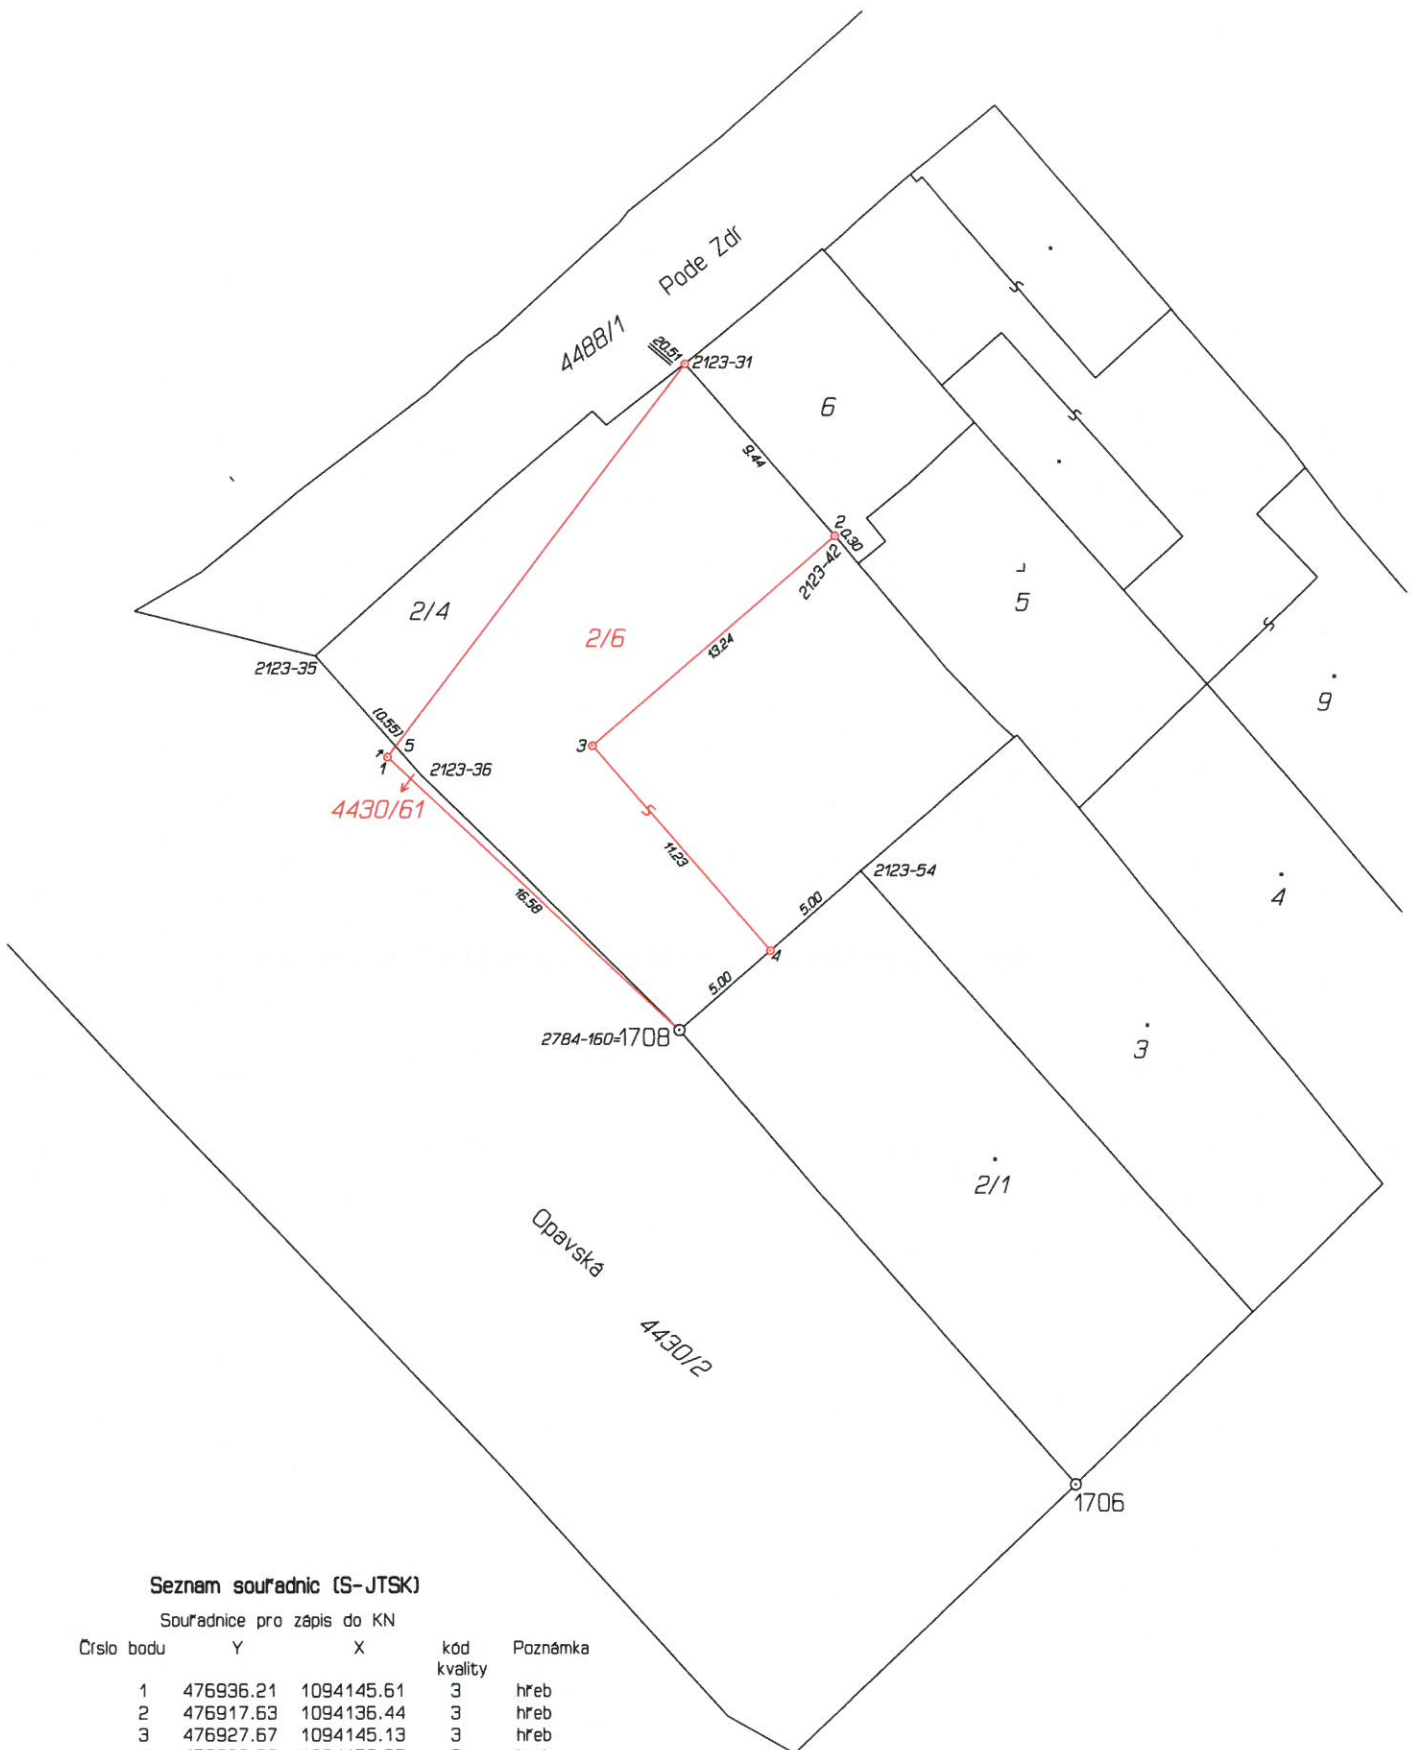 Pode Zdr
4488/1
20.51
2123-31
6
9.44
2
0.30
2123-42
5
2/4
2/6
13.24
2123-35
9
(0.55)
5
3
1
2123-36
4430/61
S
S
S
S
11.23
2123-54
4
5.00
16.58
4
5.00
2784-160=1708
3
2/1
Opavská
4430/2
1706
Seznam souřadnic (S-JTSK)
Souřadnice pro zápis do KN
Číslo bodu Y X kód kvality Poznámka
1 476936.21 1094145.61 3 hřeb
2 476917.63 1094136.44 3 hřeb
3 476927.67 1094145.13 3 hřeb